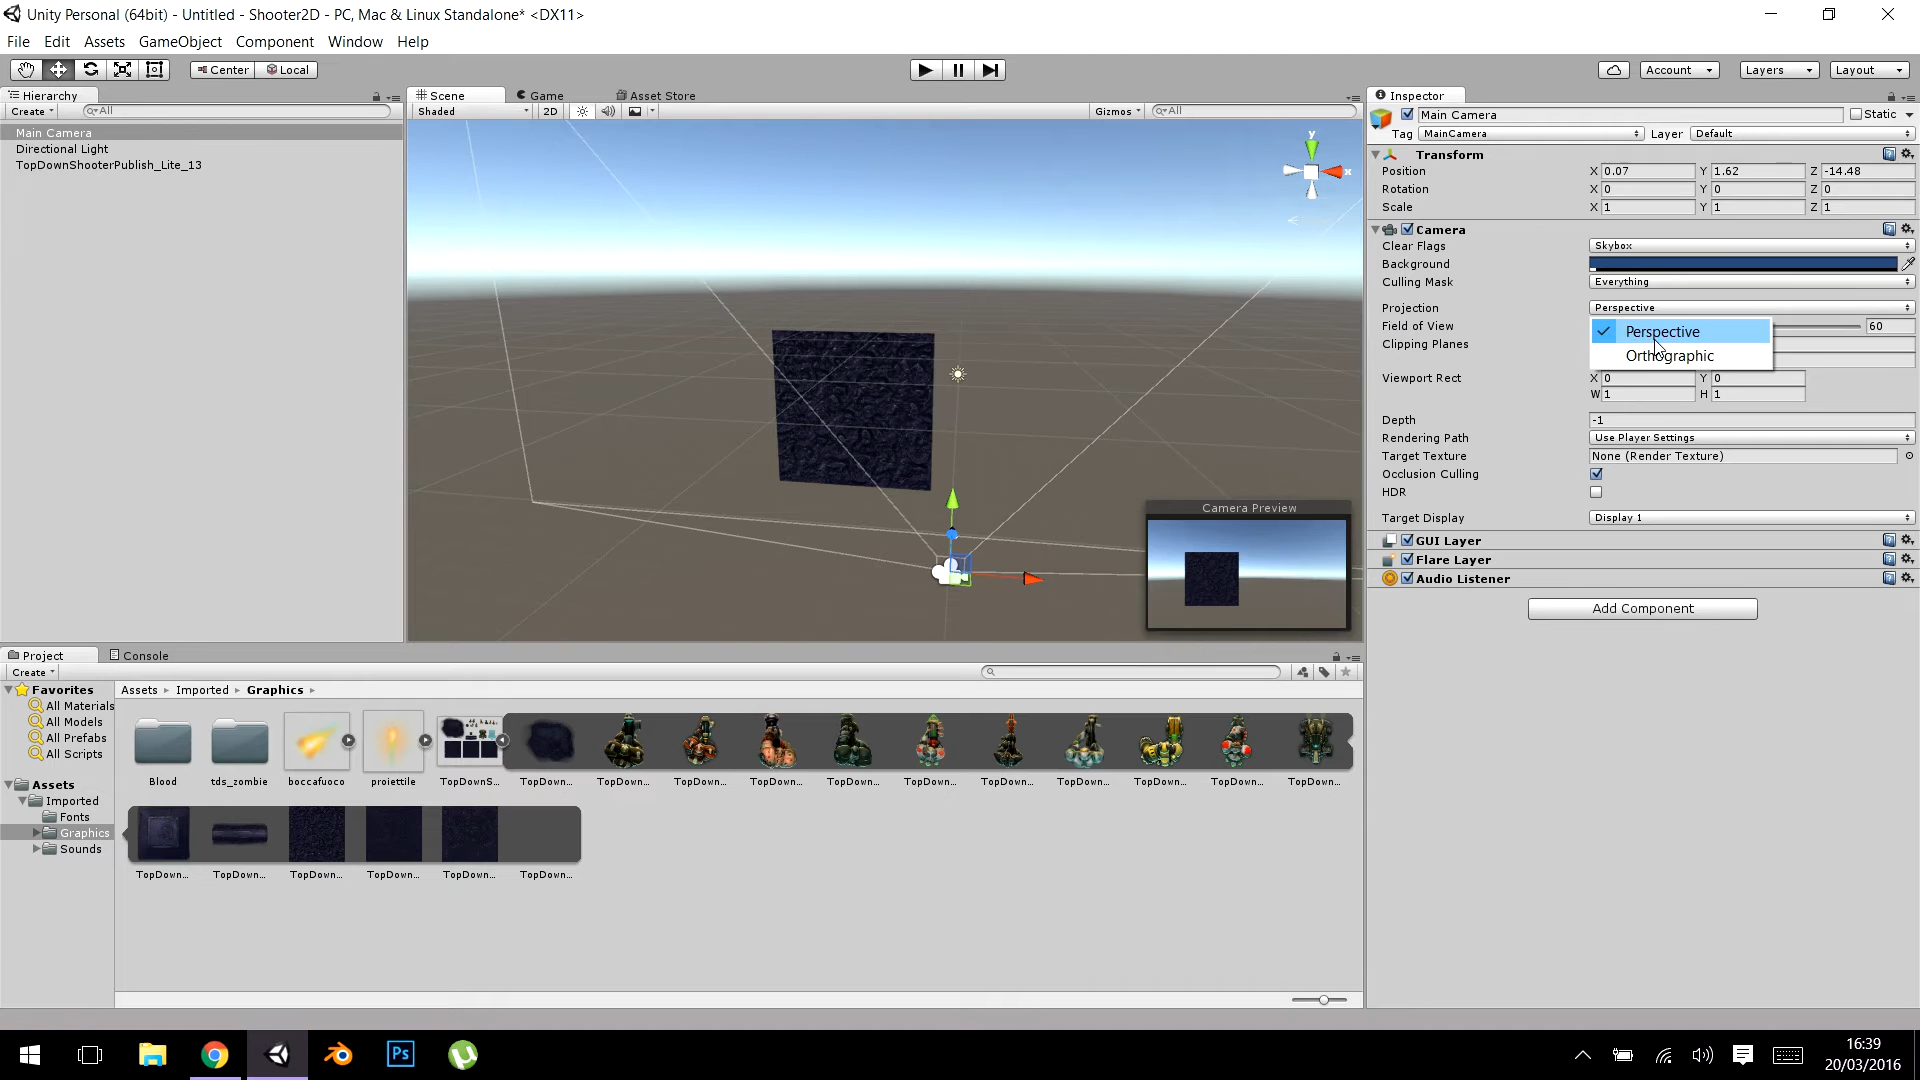 Unity Personal (64bit) - Untitled - Shooter2D - PC, Mac & Linux Standalone* <DX11>
File Edit Assets GameObject Component Window Help
Center Local Account Layers Layout
Hierarchy
Create All
Main Camera
Directional Light
TopDownShooterPublish_Lite_13
Scene Game Asset Store
Shaded 2D Gizmos All
y
x
Camera Preview
Inspector
Main Camera Static
Tag MainCamera Layer Default
Transform
Position X 0.07 Y 1.62 Z -14.48
Rotation X 0 Y 0 Z 0
Scale X 1 Y 1 Z 1
Camera
Clear Flags Skybox
Background
Culling Mask Everything
Projection Perspective
Field of View 60
Perspective
Clipping Planes
Orthographic
Viewport Rect X 0 Y 0
W 1 H 1
Depth -1
Rendering Path Use Player Settings
Target Texture None (Render Texture)
Occlusion Culling
HDR
Target Display Display 1
GUI Layer
Flare Layer
Audio Listener
Add Component
Project Console
Create
Favorites
All Materials
All Models
All Prefabs
All Scripts
Assets
Imported
Fonts
Graphics
Sounds
Assets Imported Graphics
Blood tds_zombie boccafuoco proiettile TopDownS... TopDown... TopDown... TopDown... TopDown... TopDown... TopDown... TopDown... TopDown... TopDown... TopDown... TopDown...
TopDown... TopDown... TopDown... TopDown... TopDown... TopDown...
Ps
16:39
20/03/2016